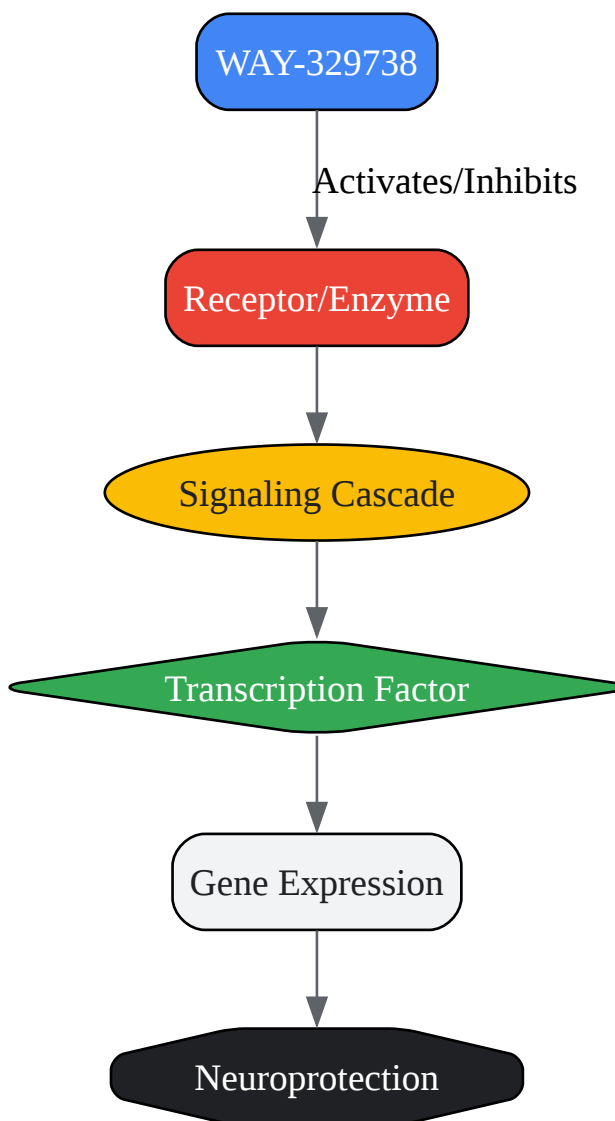 WAY-329738
Activates/Inhibits
Receptor/Enzyme
Signaling Cascade
Transcription Factor
Gene Expression
Neuroprotection